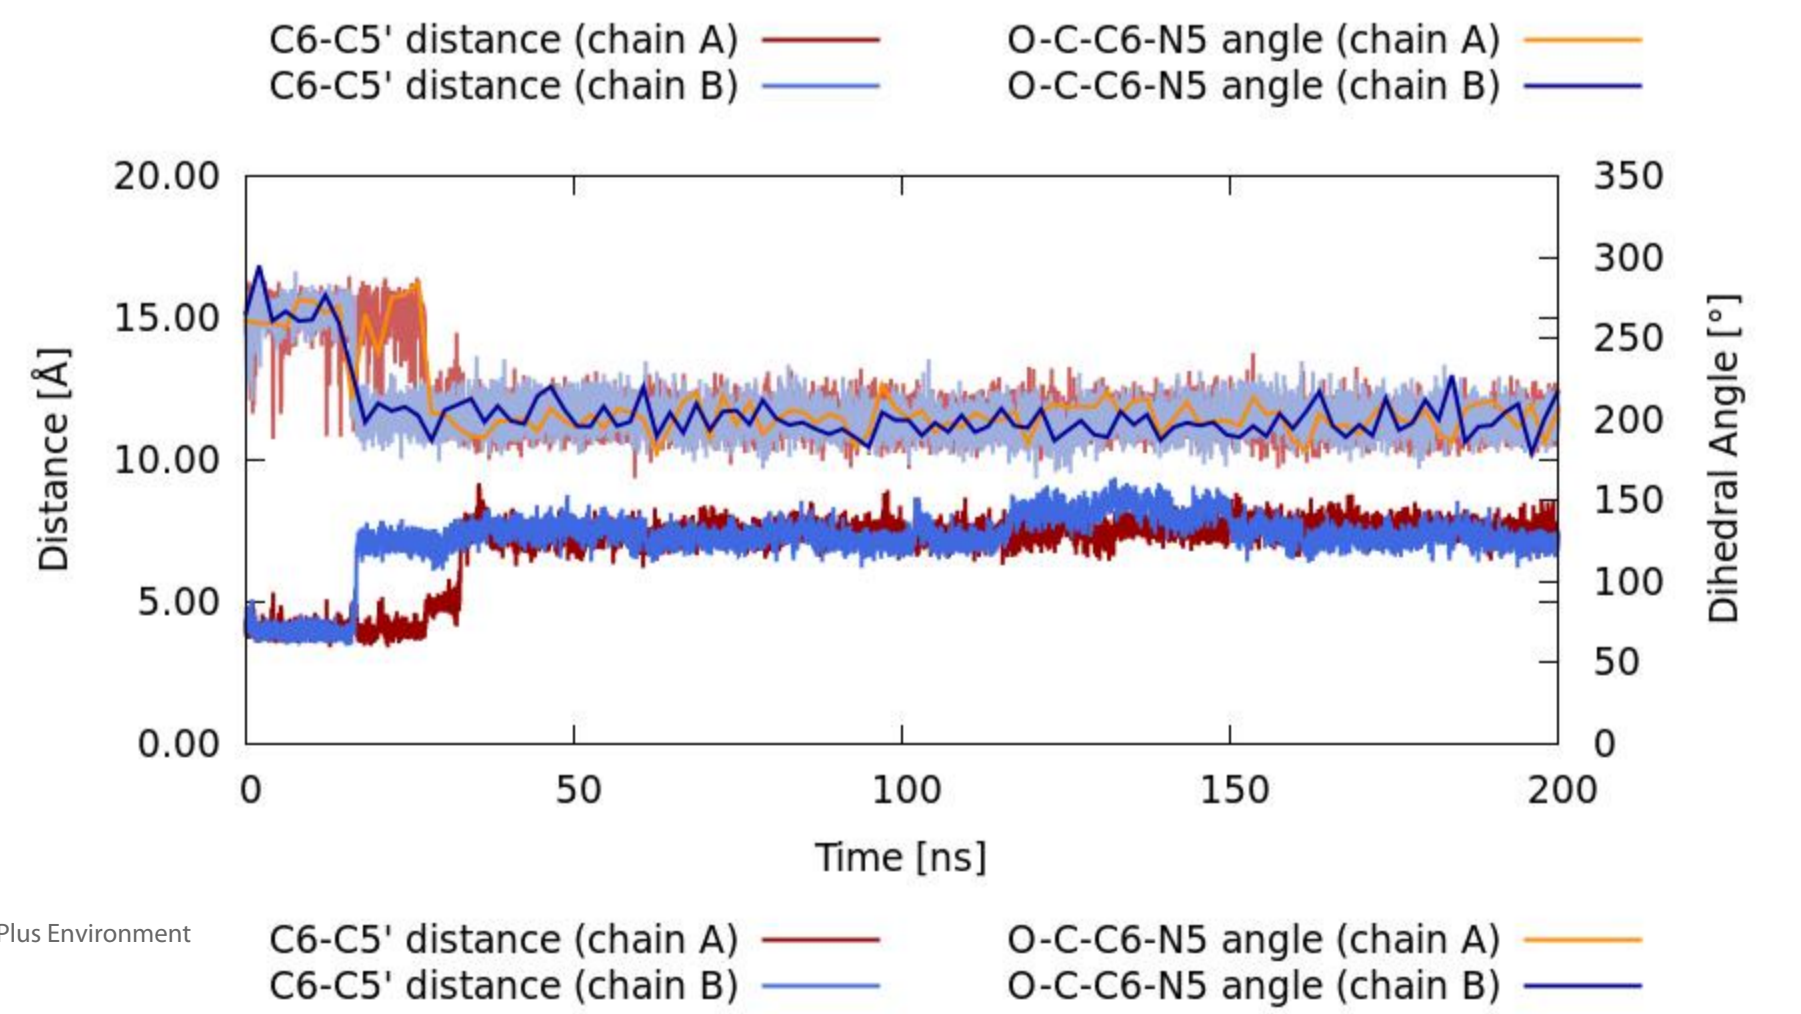 C6-C5' distance (chain A)
C6-C5' distance (chain B)
O-C-C6-N5 angle (chain A)
O-C-C6-N5 angle (chain B)
20.00
15.00
10.00
5.00
0.00
Distance [Å]
350
300
250
200
150
100
50
0
Dihedral Angle [°]
0 50 100 150 200
Time [ns]
Plus Environment
C6-C5' distance (chain A)
C6-C5' distance (chain B)
O-C-C6-N5 angle (chain A)
O-C-C6-N5 angle (chain B)